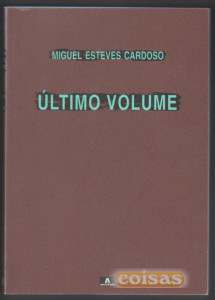 MIGUEL ESTEVES CARDOSO
ÚLTIMO VOLUME
coisas